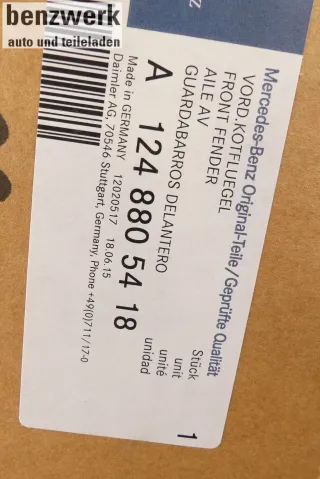 benzwerk
auto und teileladen
z
Mercedes-Benz Original-Teile/Geprüfte Qualität
VORD.KOTFLUEGEL
FRONT FENDER
AILE AV
GUARDABARROS DELANTERO
Stück
unit
unité
unidad
1
A 124 880 54 18
Made in GERMANY 12020517 18.06.15
Daimler AG, 70546 Stuttgart, Germany, Phone +49(0)711/17-0